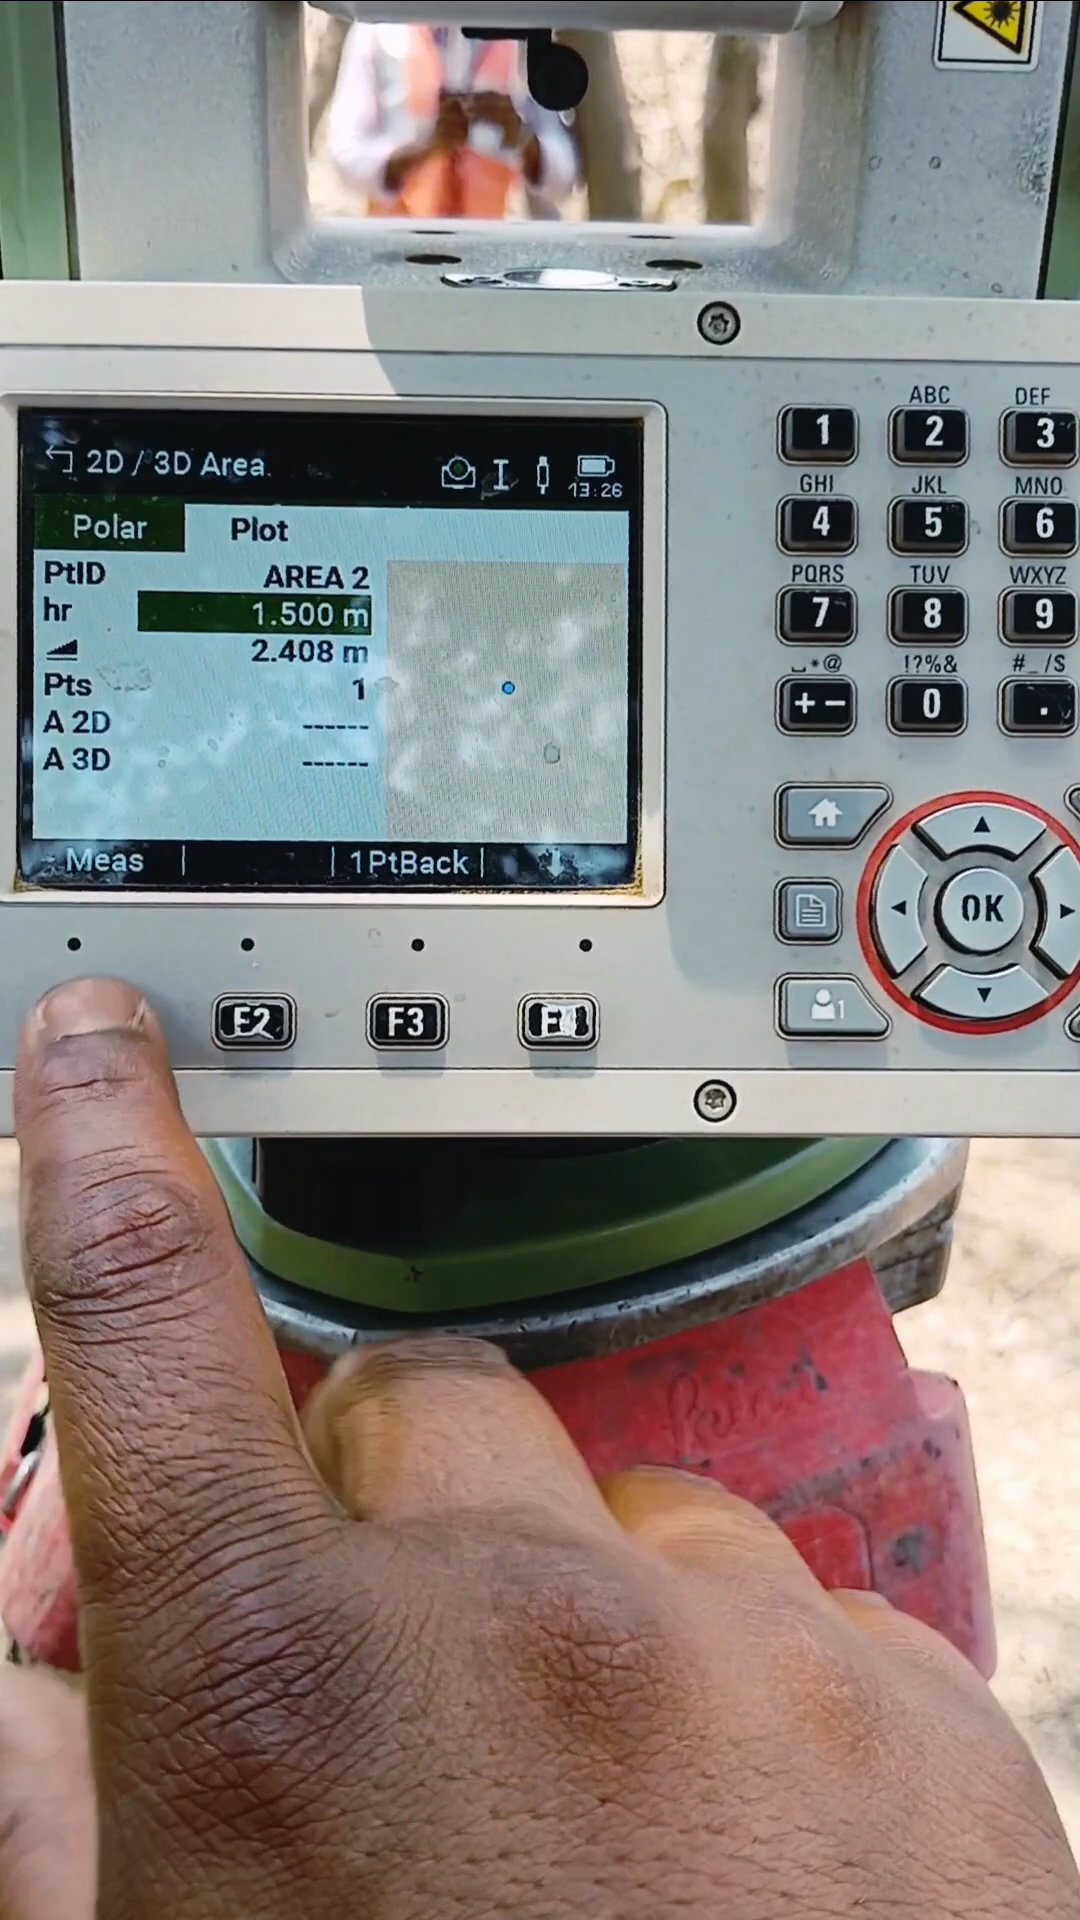 2D / 3D Area
13:26
Polar Plot
PtID AREA 2
hr 1.500 m
2.408 m
Pts 1
A 2D ------
A 3D ------
Meas 1PtBack
F2 F3
ABC DEF
1 2 3
GHI JKL MNO
4 5 6
PQRS TUV WXYZ
7 8 9
␣*@ !?%& #_/$
+ - 0 .
OK
1